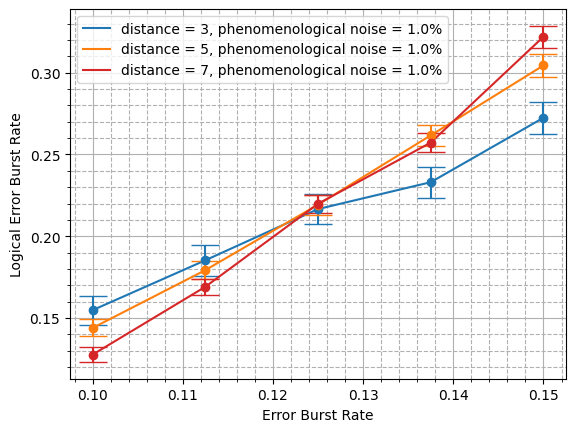 distance = 3, phenomenological noise = 1.0%
distance = 5, phenomenological noise = 1.0%
distance = 7, phenomenological noise = 1.0%
Logical Error Burst Rate
0.30
0.25
0.20
0.15
0.10 0.11 0.12 0.13 0.14 0.15
Error Burst Rate